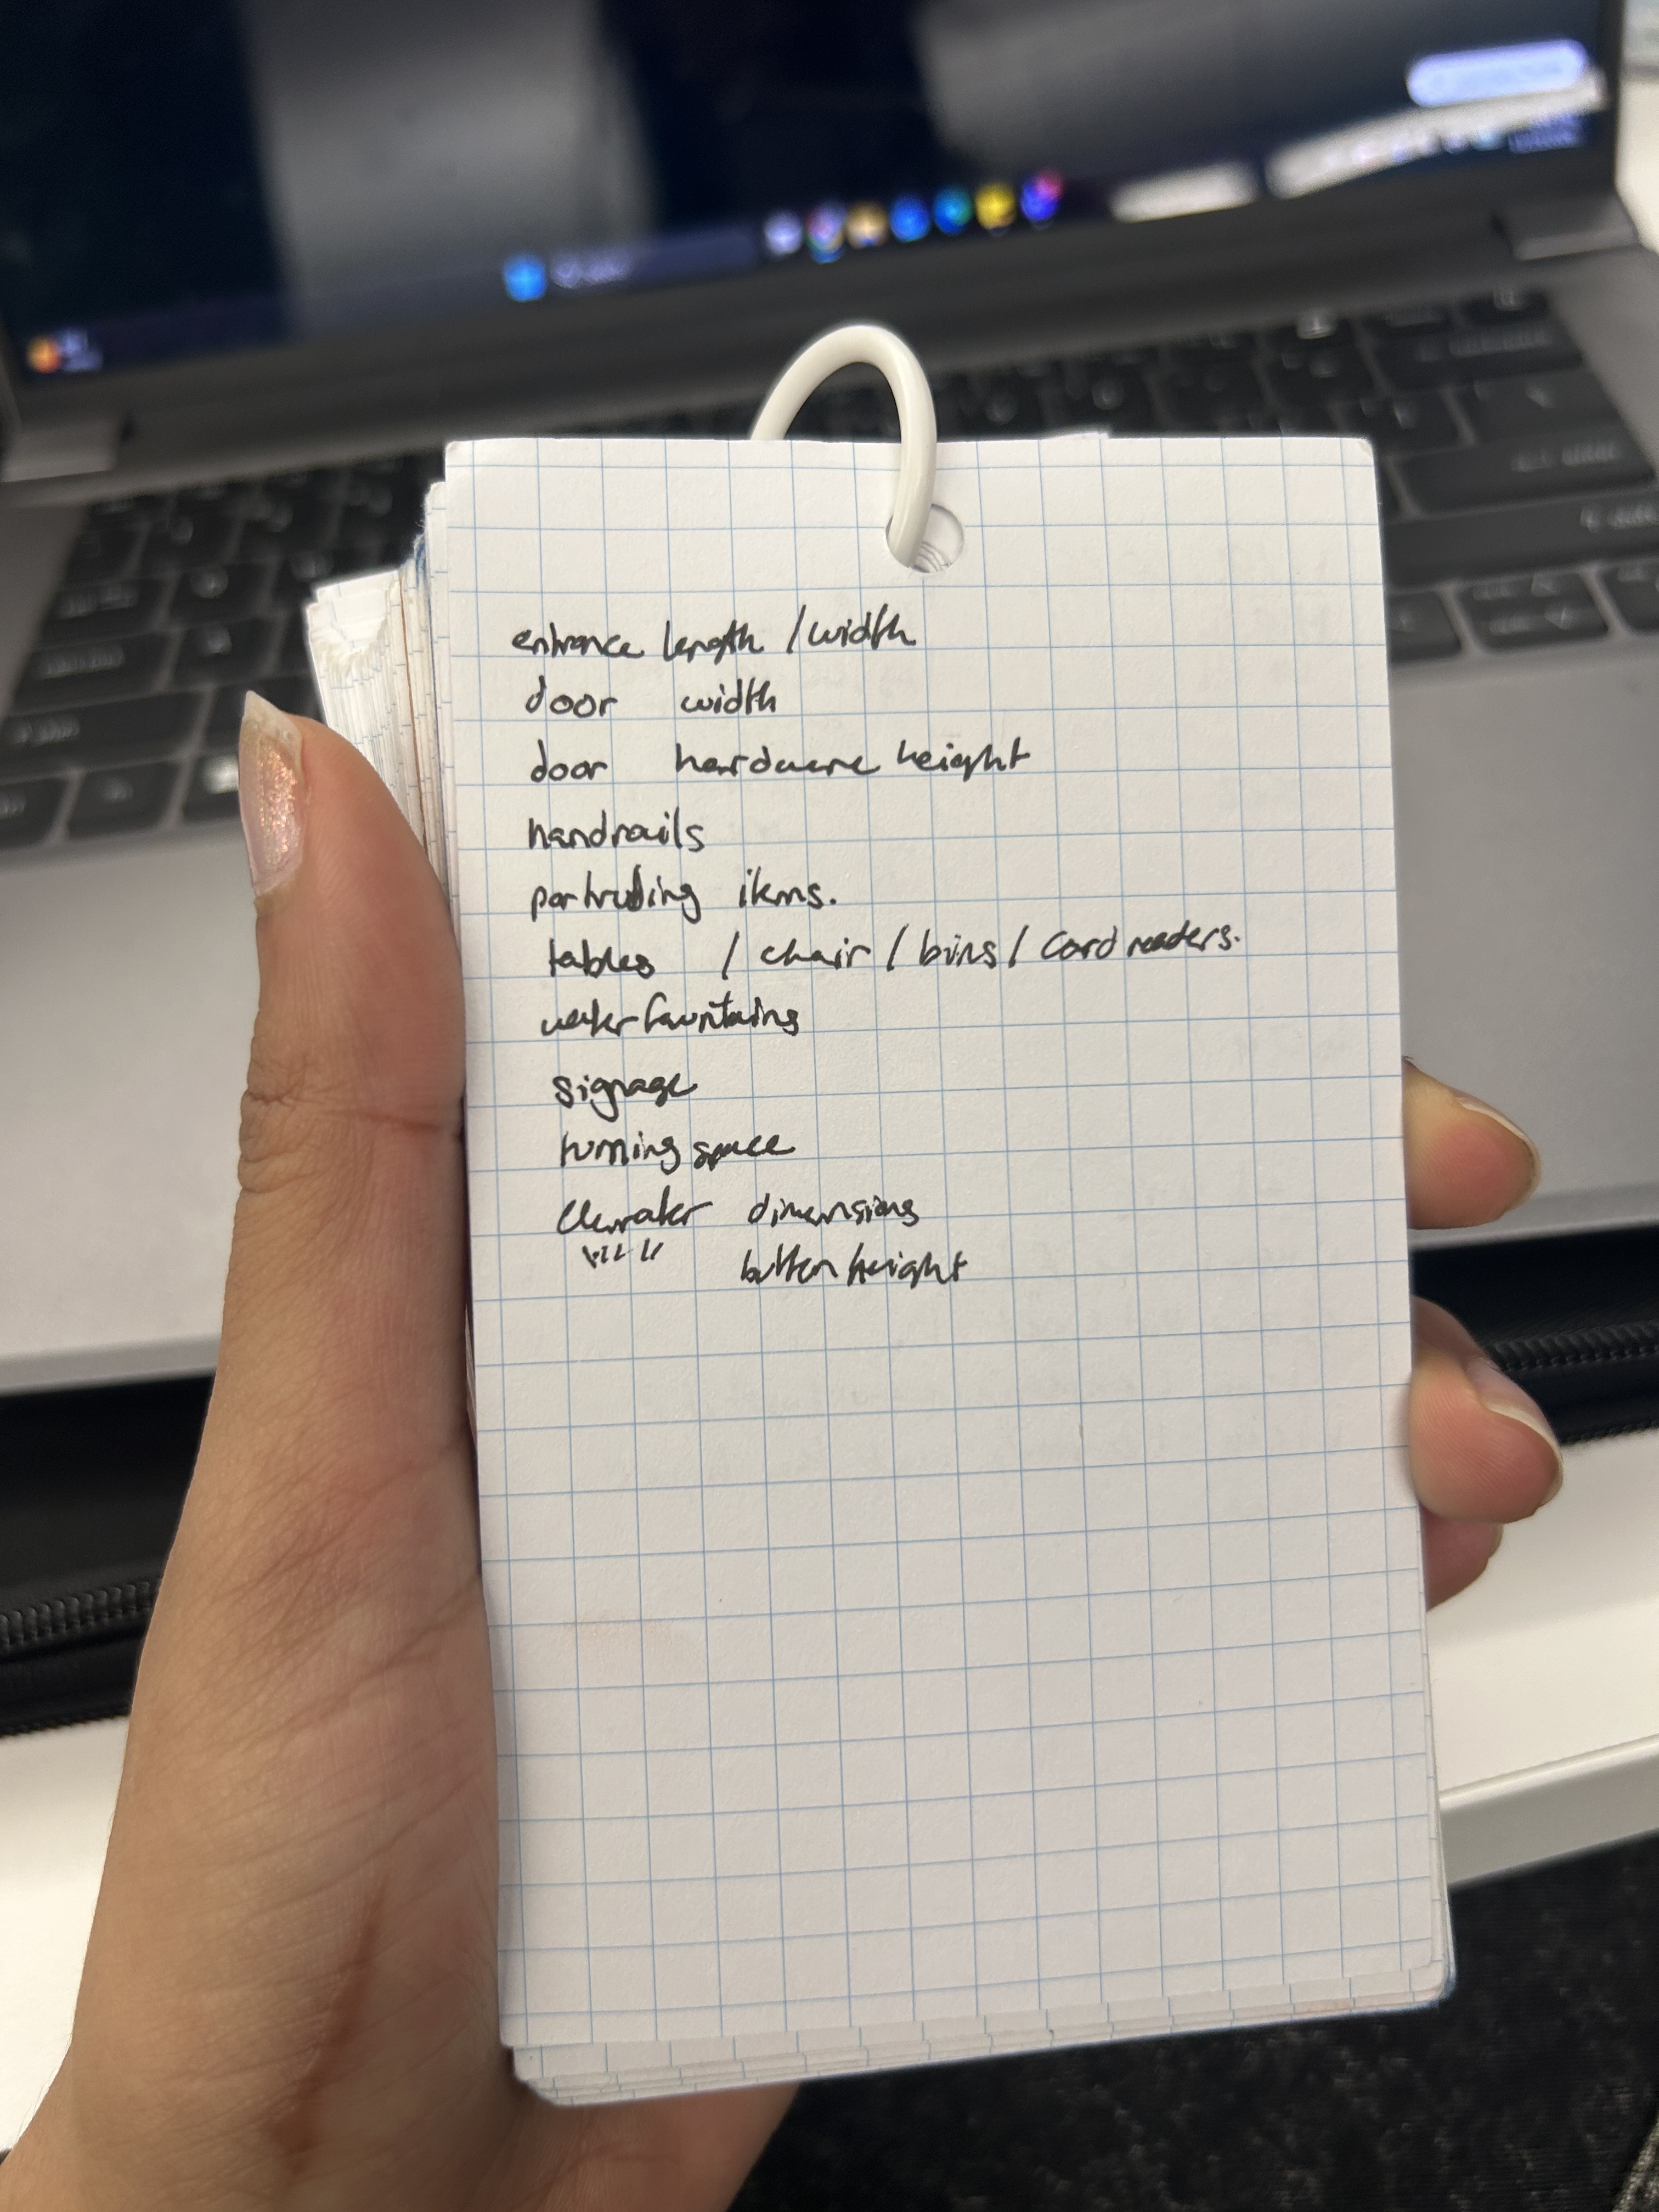 entrance length / width
door width
door hardware height
handrails
portruding items.
tables / chair / bins / card readers.
water fountains
signage
turning space
elevator dimensions
" " button height